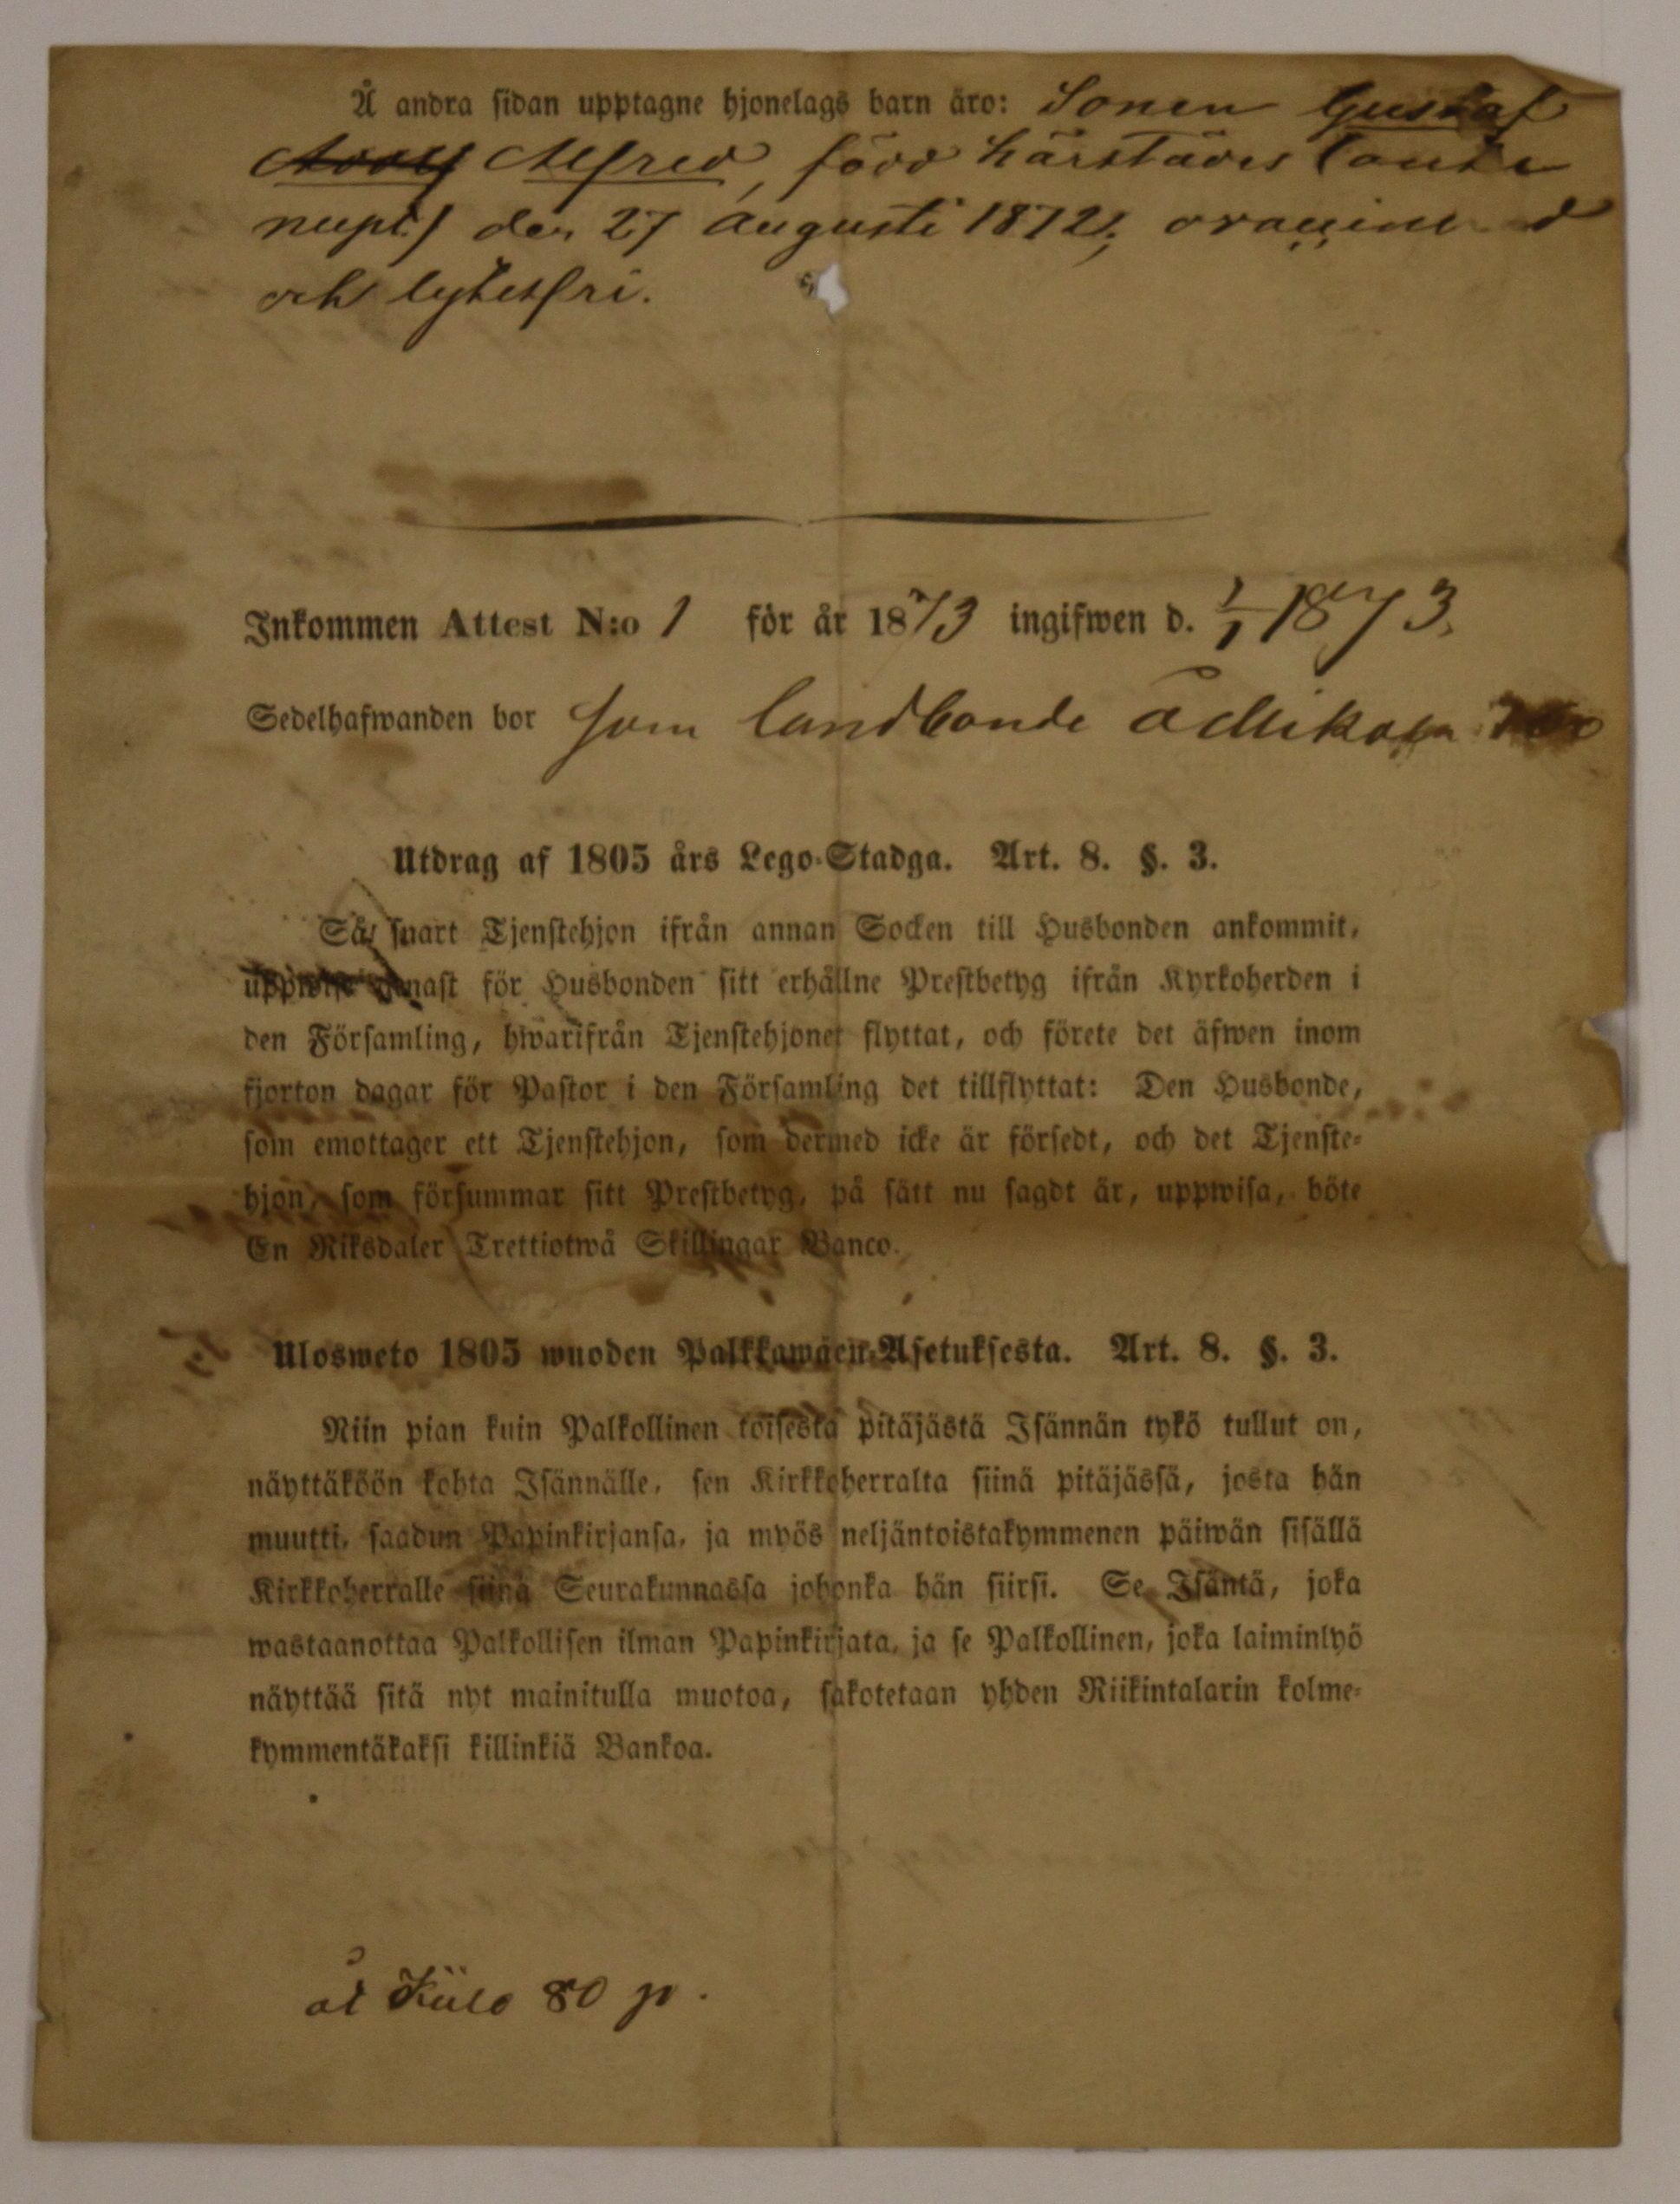 Å andra sidan upptagne hjonelags barn äro: Sonen Gustaf
Adolf Alfred, född härstädes (ante
nupt.) den 27 Augusti 1872;
och lytesfri.
Inkommen Attest N:o 1 för år 1873 ingifwen d. 1/1 1873.
Sedelhafwanden bor som landbonde å
Utdrag af 1805 års Lego-Stadga. Art. 8. §. 3.
Så snart Tjenstehjon ifrån annan Socken till Husbonden ankommit,
uppwise genast för Husbonden sitt erhållne Prestbetyg ifrån Kyrkoherden i
den Församling, hwarifrån Tjenstehjonet flyttat, och förete det äfwen inom
fjorton dagar för Pastor i den Församling det tillflyttat: Den Husbonde,
som emottager ett Tjenstehjon, som dermed icke är försedt, och det Tjenste-
hjon, som försummar sitt Prestbetyg, på sätt nu sagdt är, uppwisa, böte
En Riksdaler Trettiotwå Skillingar Banco.
Ulosweto 1805 wuoden Palkkawäen-Asetuksesta. Art. 8. §. 3.
Niin pian kuin Palkollinen toisesta pitäjästä Isännän tykö tullut on,
näyttäköön kohta Isännälle, sen Kirkkoherralta siinä pitäjässä, josta hän
muutti, saadun Papinkirjansa, ja myös neljäntoistakymmenen päiwän sisällä
Kirkkoherralle siinä Seurakunnassa johonka hän siirsi. Se Isäntä, joka
wastaanottaa Palkollisen ilman Papinkirjata, ja se Palkollinen, joka laiminlyö
näyttää sitä nyt mainitulla muotoa, sakotetaan yhden Riikintalarin kolme-
kymmentäkaksi killinkiä Bankoa.
åt 80 p.